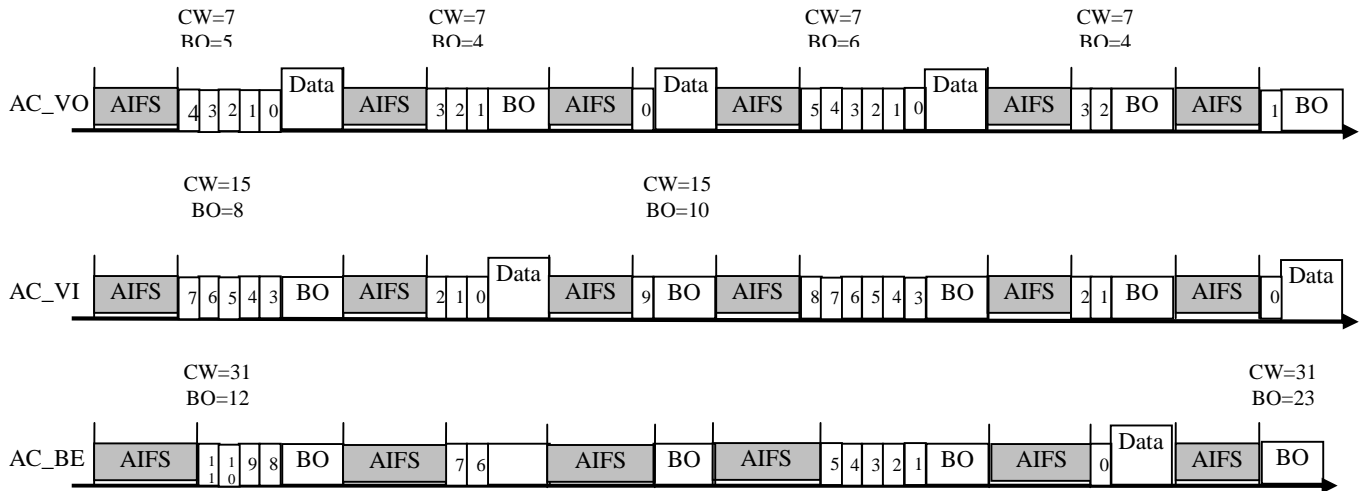 CW=7 CW=7 CW=7 CW=7
BO=5 BO=4 BO=6 BO=4
AC_VO AIFS 4 3 2 1 0 Data AIFS 3 2 1 BO AIFS 0 Data AIFS 5 4 3 2 1 0 Data AIFS 3 2 BO AIFS 1 BO
CW=15 CW=15
BO=8 BO=10
AC_VI AIFS 7 6 5 4 3 BO AIFS 2 1 0 Data AIFS 9 BO AIFS 8 7 6 5 4 3 BO AIFS 2 1 BO AIFS 0 Data
CW=31 CW=31
BO=12 BO=23
AC_BE AIFS 11 10 9 8 BO AIFS 7 6 AIFS BO AIFS 5 4 3 2 1 BO AIFS 0 Data AIFS BO